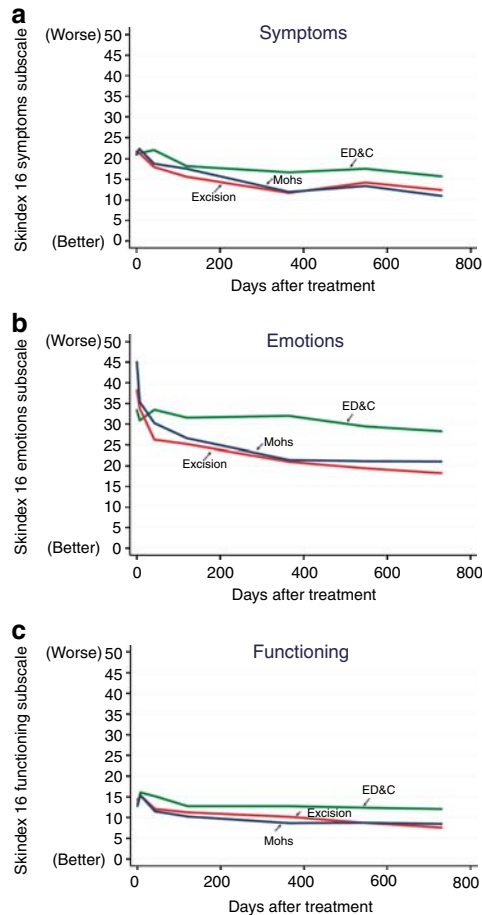 a
Symptoms
Skindex 16 symptoms subscale
(Worse) 50
45
40
35
30
25
20
15
10
5
(Better) 0
ED&C
Mohs
Excision
0 200 400 600 800
Days after treatment
b
Emotions
Skindex 16 emotions subscale
(Worse) 50
45
40
35
30
25
20
15
10
5
(Better) 0
ED&C
Mohs
Excision
0 200 400 600 800
Days after treatment
c
Functioning
Skindex 16 functioning subscale
(Worse) 50
45
40
35
30
25
20
15
10
5
(Better) 0
ED&C
Excision
Mohs
0 200 400 600 800
Days after treatment